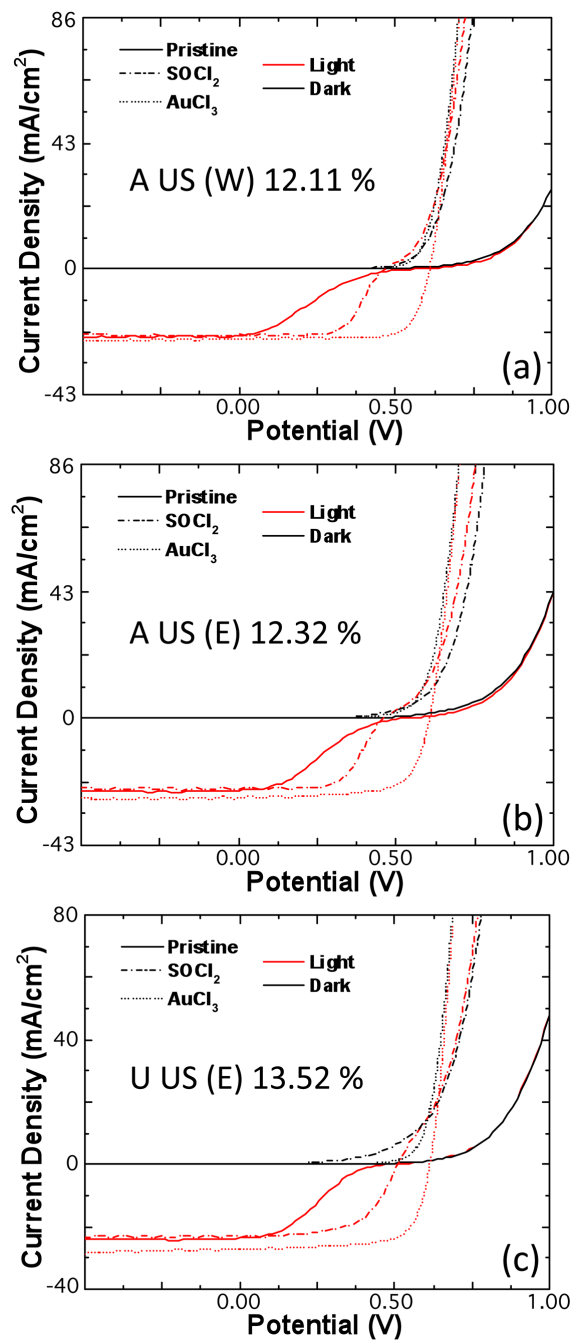 86
Pristine
SOCl2 Light
AuCl3 Dark
43
A US (W) 12.11 %
0
-43
(a)
0.00 0.50 1.00
Potential (V)
Current Density (mA/cm²)
86
Pristine
SOCl2 Light
AuCl3 Dark
43
A US (E) 12.32 %
0
-43
(b)
0.00 0.50 1.00
Potential (V)
Current Density (mA/cm²)
80
Pristine
SOCl2 Light
AuCl3 Dark
40
U US (E) 13.52 %
0
-40
(c)
0.00 0.50 1.00
Potential (V)
Current Density (mA/cm²)